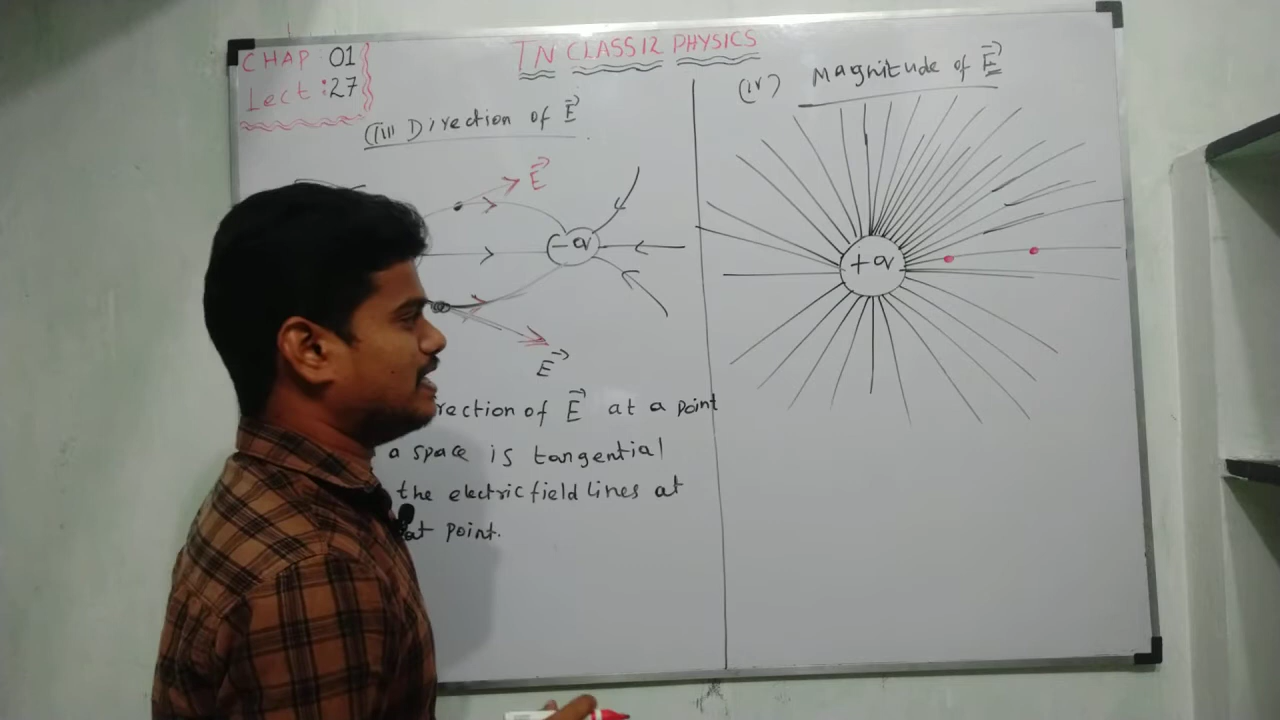 CHAP 01
Lect : 27
TN CLASS 12 PHYSICS
(III) Direction of E⃗
E⃗
-q
E⃗
rection of E⃗ at a point
a space is tangential
the electric field lines at
at point.
(iv) Magnitude of E⃗
+q